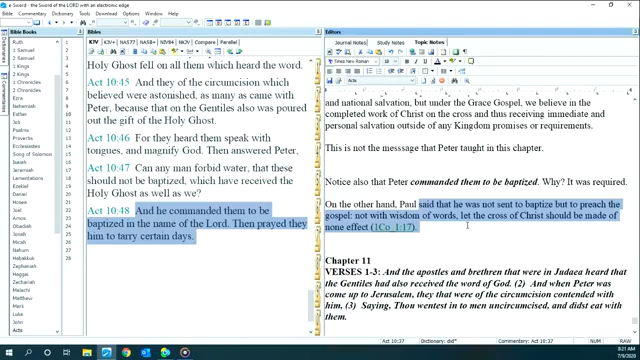 e-Sword - the Sword of the LORD with an electronic edge
File Edit Bible Commentary Dictionary Tools Download Options Window Help
Bible Books
Bibles
Editors
KJV KJV+ NAS77 NASB+ NIV84 NKJV Compare Parallel
Journal Notes Study Notes Topic Notes
Times New Roman
Acts
Dictionaries
Commentaries
Ruth
1 Samuel
2 Samuel
1 Kings
2 Kings
1 Chronicles
2 Chronicles
Ezra
Nehemiah
Esther
Job
Psalms
Proverbs
Ecclesiastes
Song of Solomon
Isaiah
Jeremiah
Lamentations
Ezekiel
Daniel
Hosea
Joel
Amos
Obadiah
Jonah
Micah
Nahum
Habakkuk
Zephaniah
Haggai
Zechariah
Malachi
Matthew
Mark
Luke
John
Acts
Holy Ghost fell on all them which heard the word.
Act 10:45 And they of the circumcision which
believed were astonished, as many as came with
Peter, because that on the Gentiles also was poured
out the gift of the Holy Ghost.
Act 10:46 For they heard them speak with
tongues, and magnify God. Then answered Peter,
Act 10:47 Can any man forbid water, that these
should not be baptized, which have received the
Holy Ghost as well as we?
Act 10:48 And he commanded them to be
baptized in the name of the Lord. Then prayed they
him to tarry certain days.
and national salvation, but under the Grace Gospel, we believe in the
completed work of Christ on the cross and thus receiving immediate and
personal salvation outside of any Kingdom promises or requirements.
This is not the messsage that Peter taught in this chapter.
Notice also that Peter commanded them to be baptized. Why? It was required.
On the other hand, Paul said that he was not sent to baptize but to preach the
gospel: not with wisdom of words, let the cross of Christ should be made of
none effect (1Co_1:17).
Chapter 11
VERSES 1-3: And the apostles and brethren that were in Judaea heard that
the Gentiles had also received the word of God. (2) And when Peter was
come up to Jerusalem, they that were of the circumcision contended with
him, (3) Saying, Thou wentest in to men uncircumcised, and didst eat with
them.
Act 10:37 Dictionary: dd* Commentary: Act 10:37 NUM INS
8:21 AM
7/9/2020